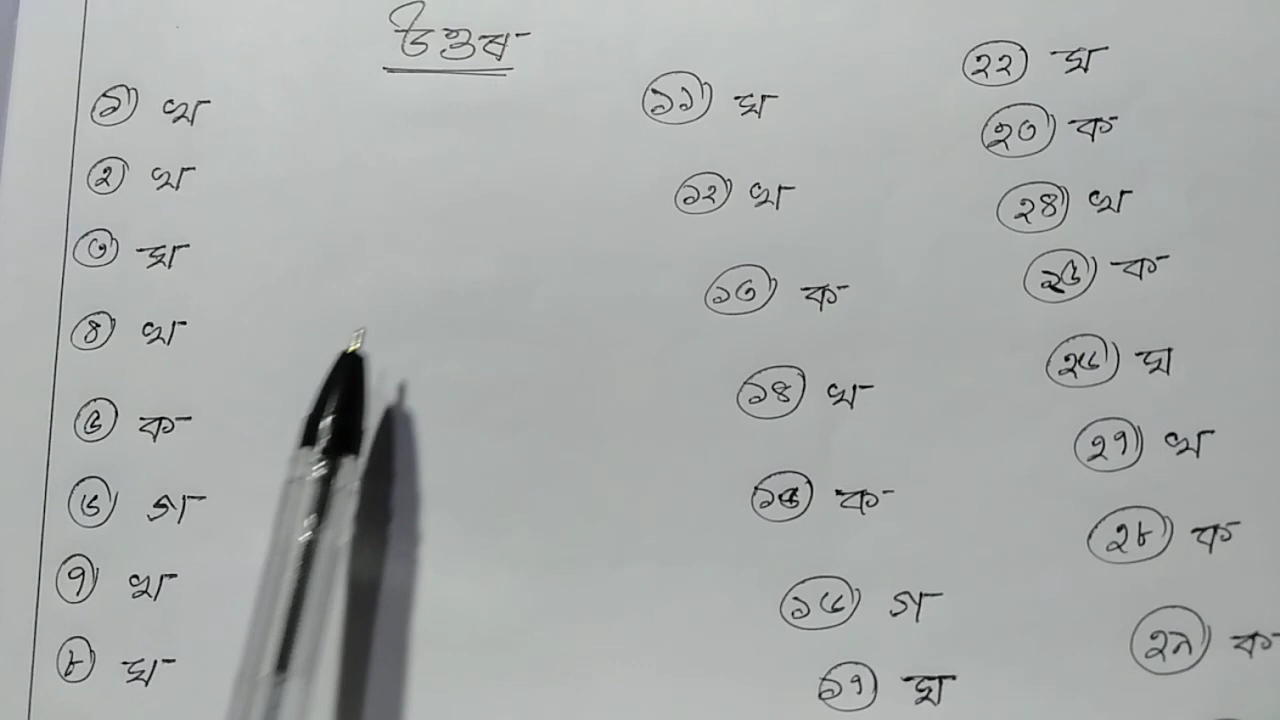 উত্তৰ
১ খ
২ খ
৩ ঘ
৪ খ
৫ ক
৬ গ
৭ খ
৮ ঘ
১১ ঘ
১২ খ
১৩ ক
১৪ খ
১৫ ক
১৬ গ
১৭ ঘ
২২ ঘ
২৩ ক
২৪ খ
২৫ ক
২৬ ঘ
২৭ খ
২৮ ক
২৯ ক